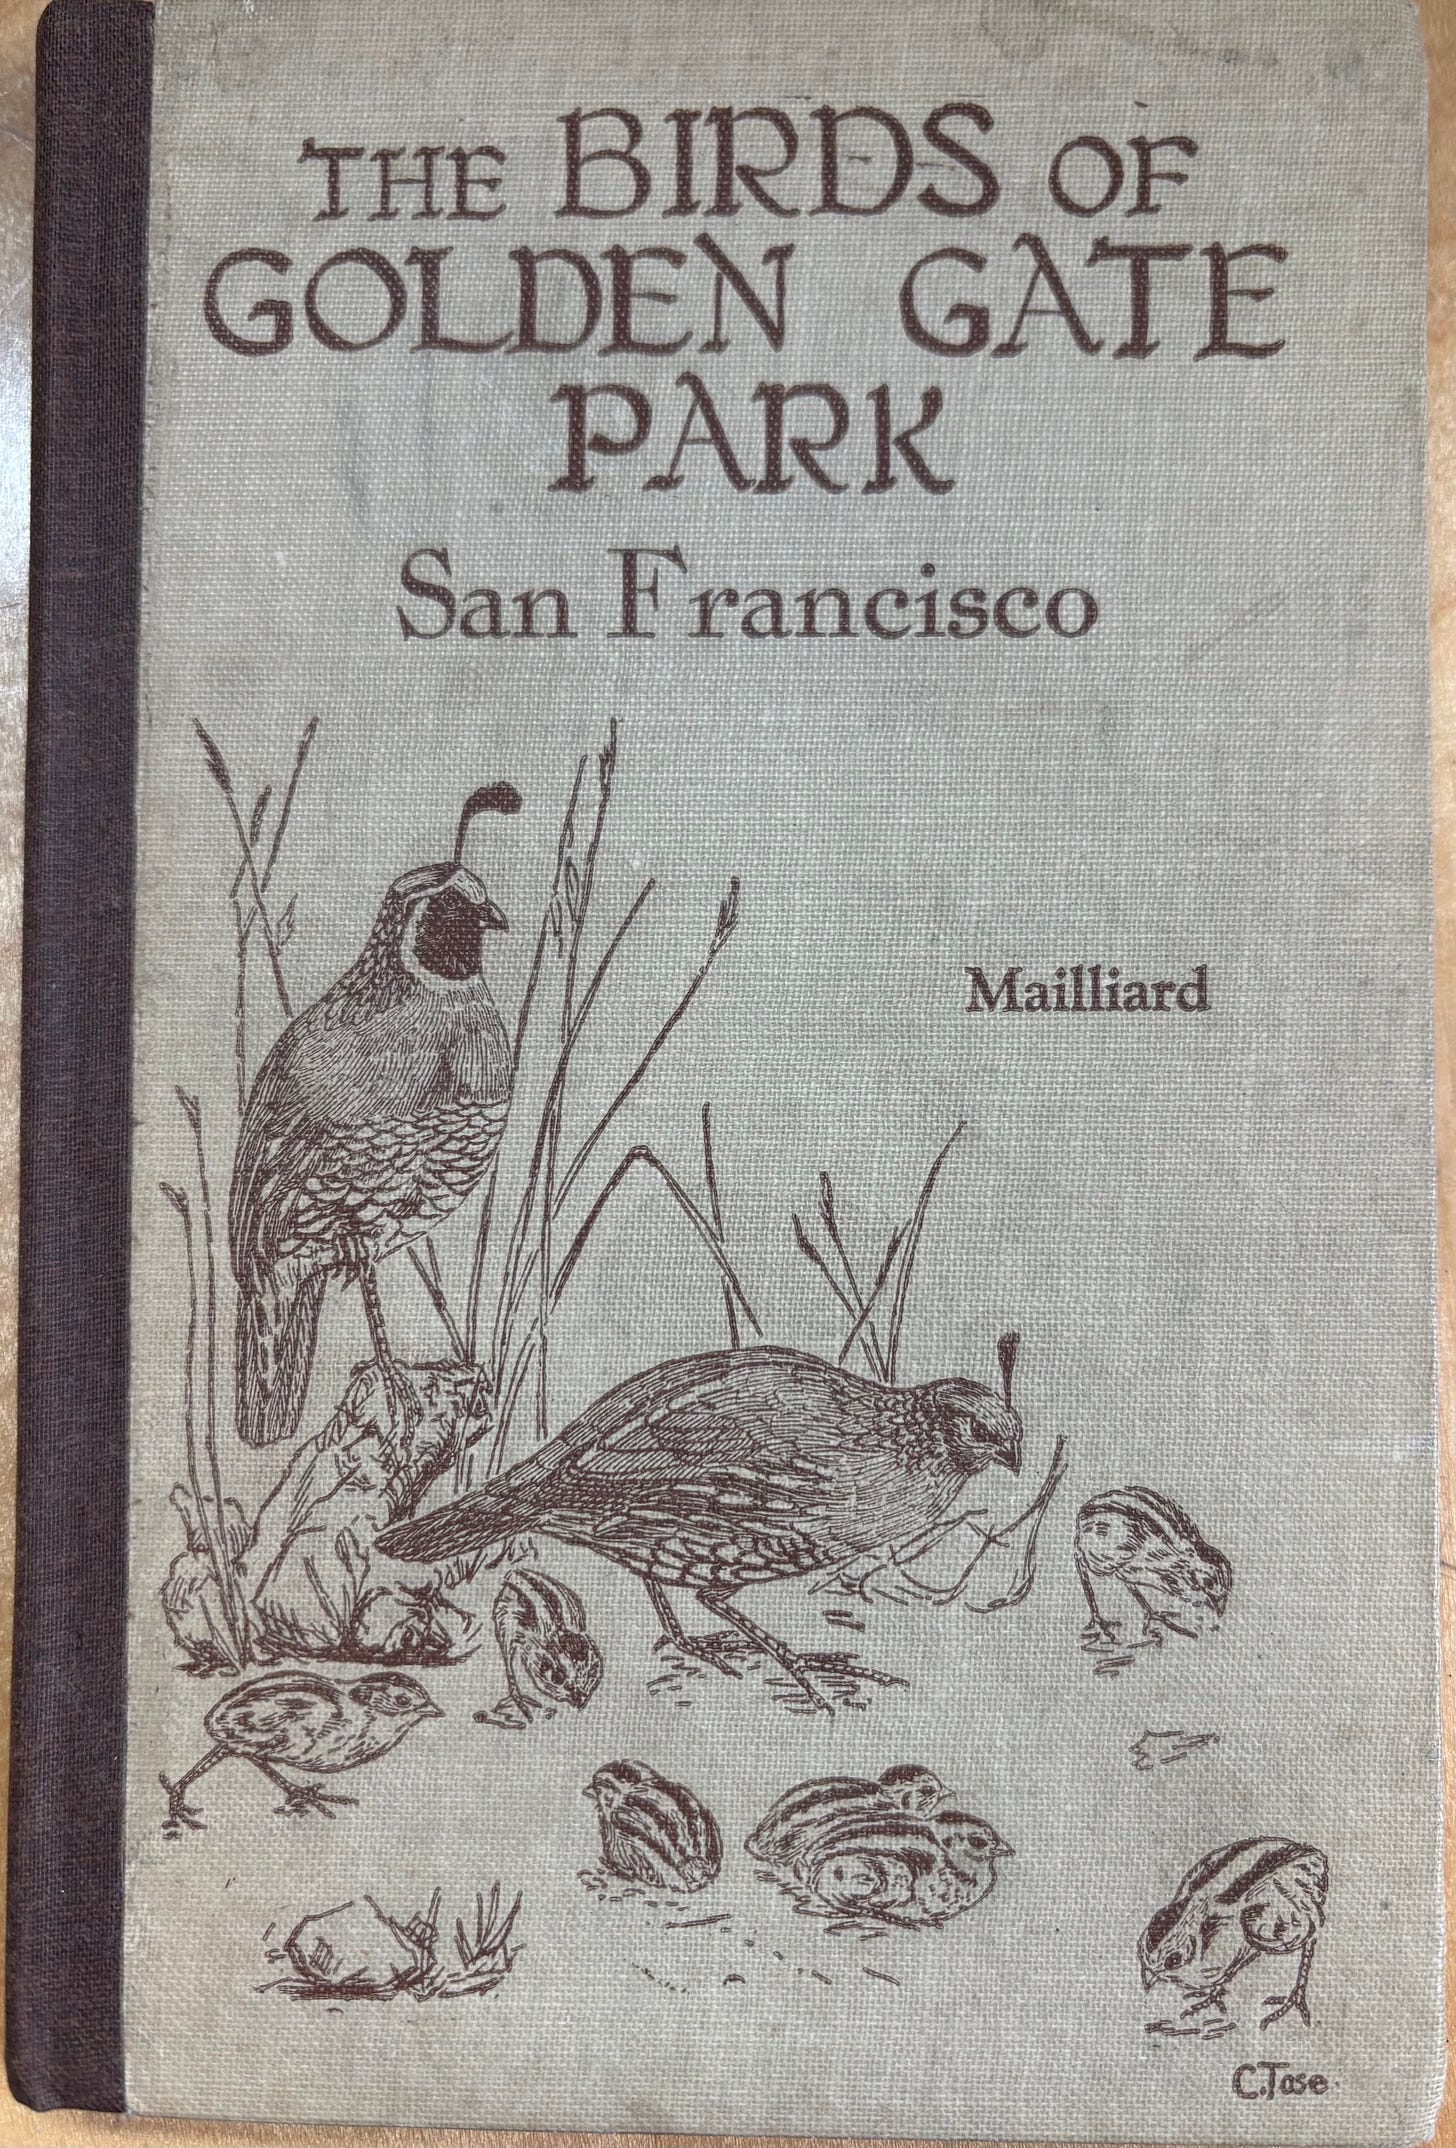 THE BIRDS OF
GOLDEN GATE
PARK
San Francisco
Mailliard
C.Tose.